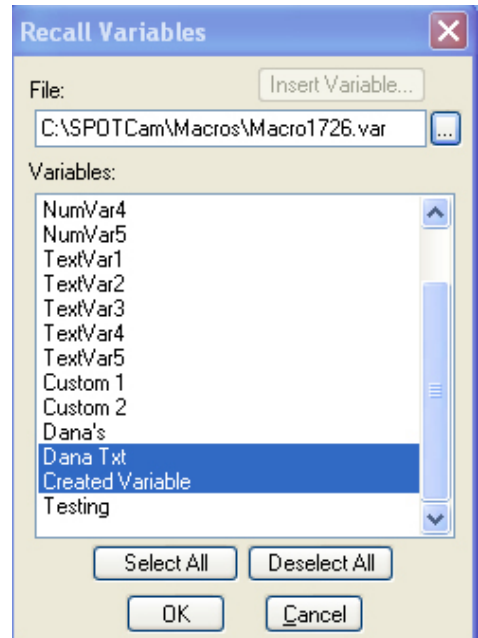 Recall Variables
File:
Insert Variable...
C:\SPOTCam\Macros\Macro1726.var
...
Variables:
NumVar4
NumVar5
TextVar1
TextVar2
TextVar3
TextVar4
TextVar5
Custom 1
Custom 2
Dana's
Dana Txt
Created Variable
Testing
Select All Deselect All
OK Cancel